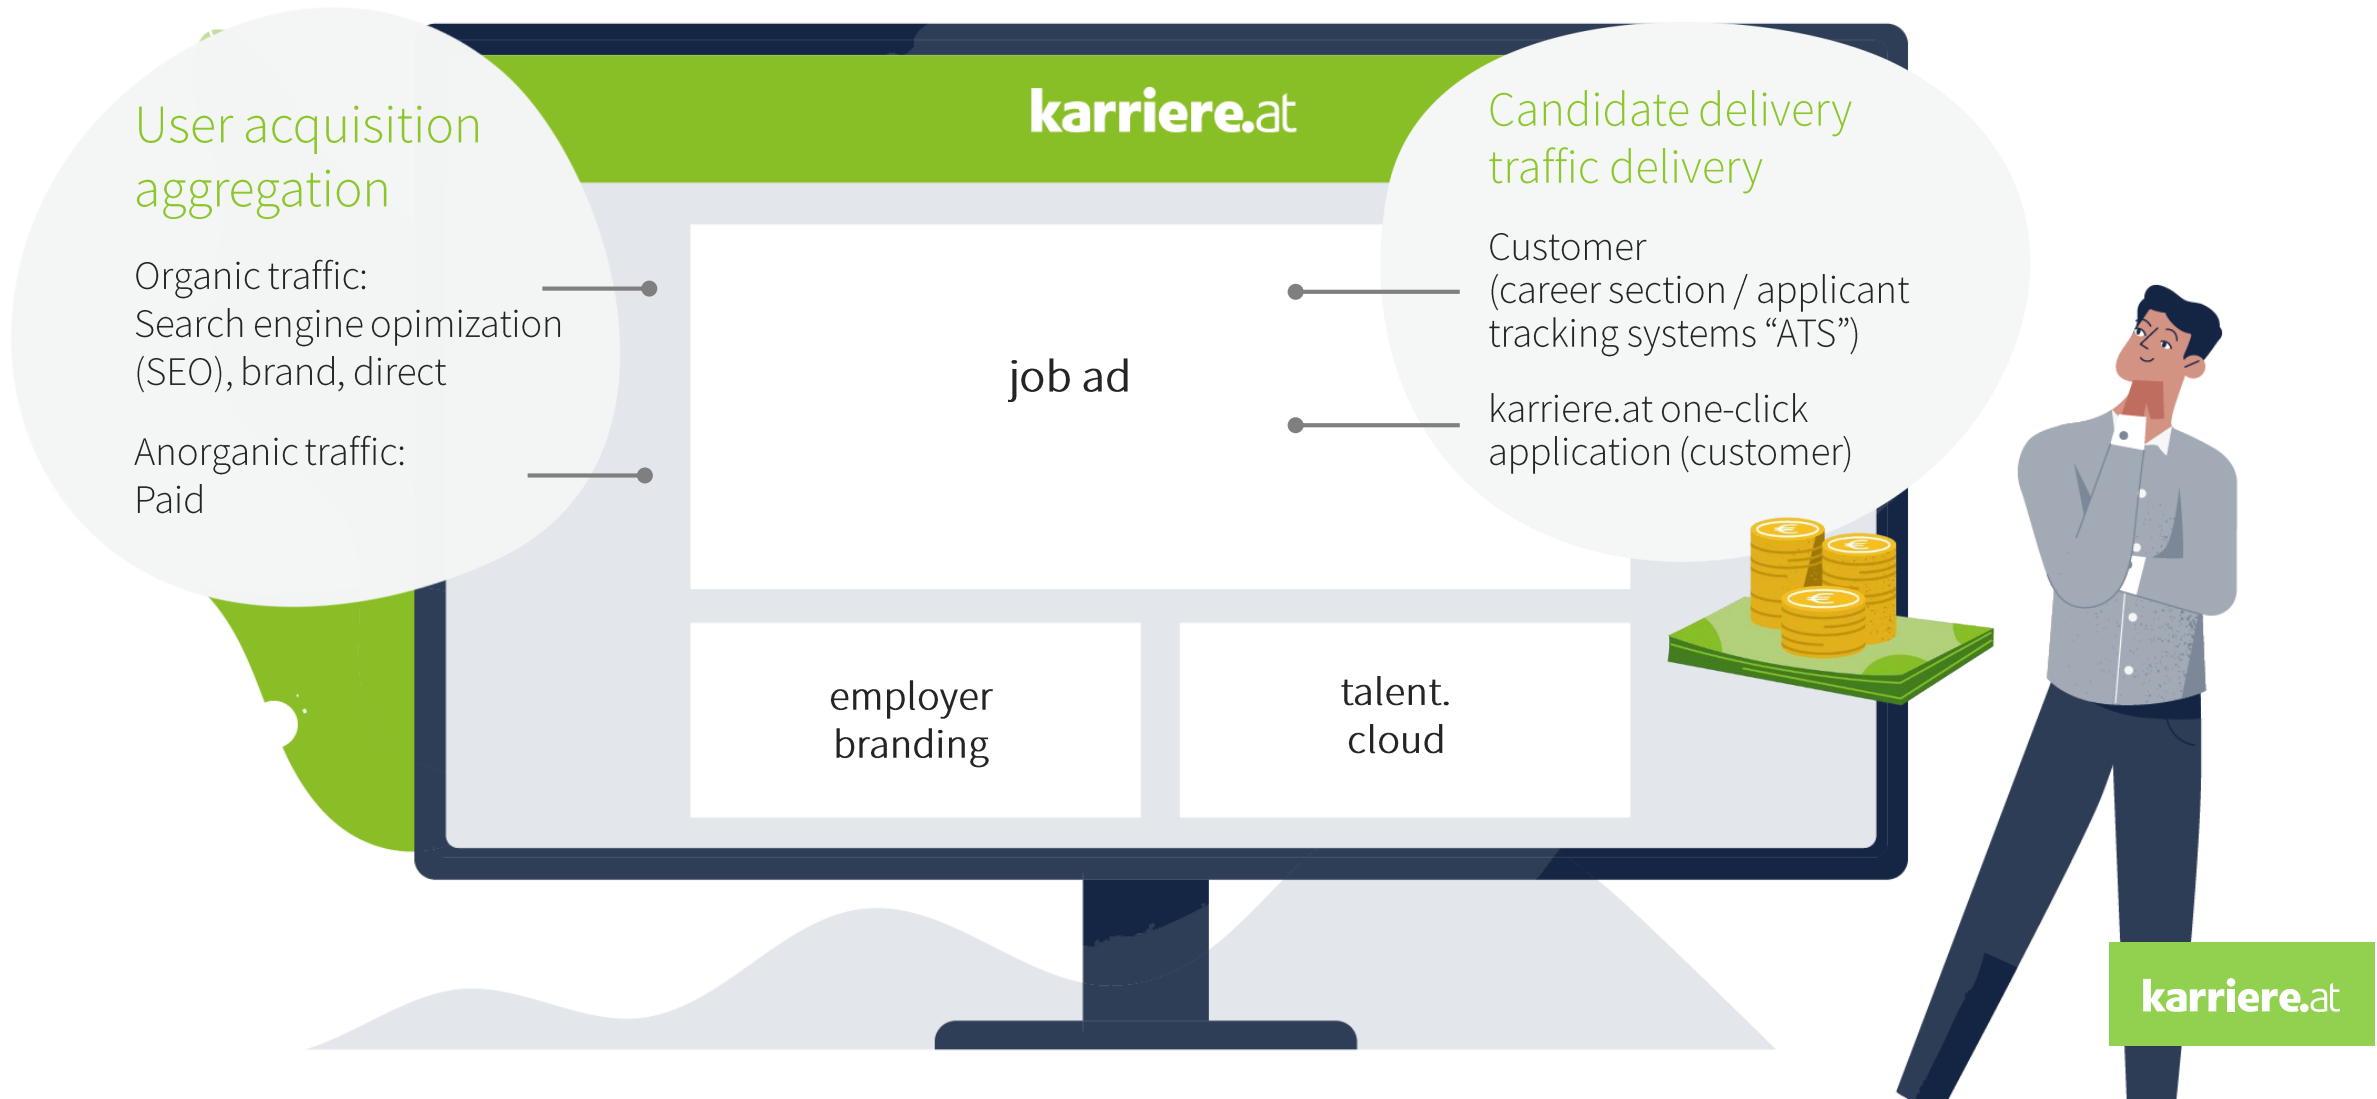 karriere.at
User acquisition
aggregation
Organic traffic:
Search engine opimization
(SEO), brand, direct
Anorganic traffic:
Paid
job ad
employer
branding
talent.
cloud
Candidate delivery
traffic delivery
Customer
(career section / applicant
tracking systems “ATS”)
karriere.at one-click
application (customer)
€
€
€
karriere.at